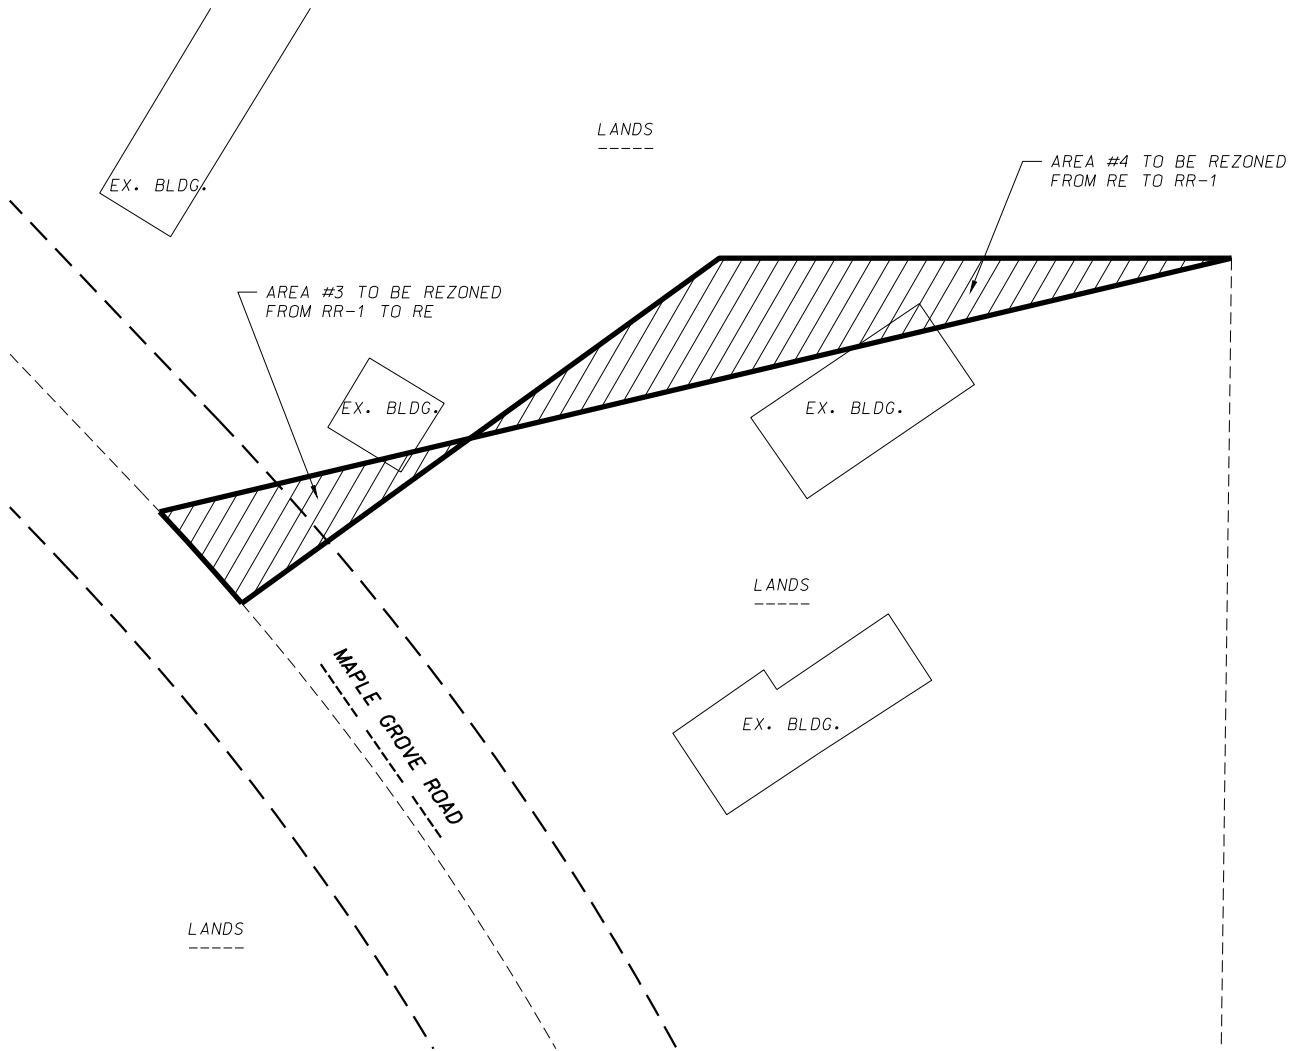 LANDS
AREA #4 TO BE REZONED
FROM RE TO RR-1
EX. BLDG.
AREA #3 TO BE REZONED
FROM RR-1 TO RE
EX. BLDG.
EX. BLDG.
LANDS
MAPLE GROVE ROAD
EX. BLDG.
LANDS